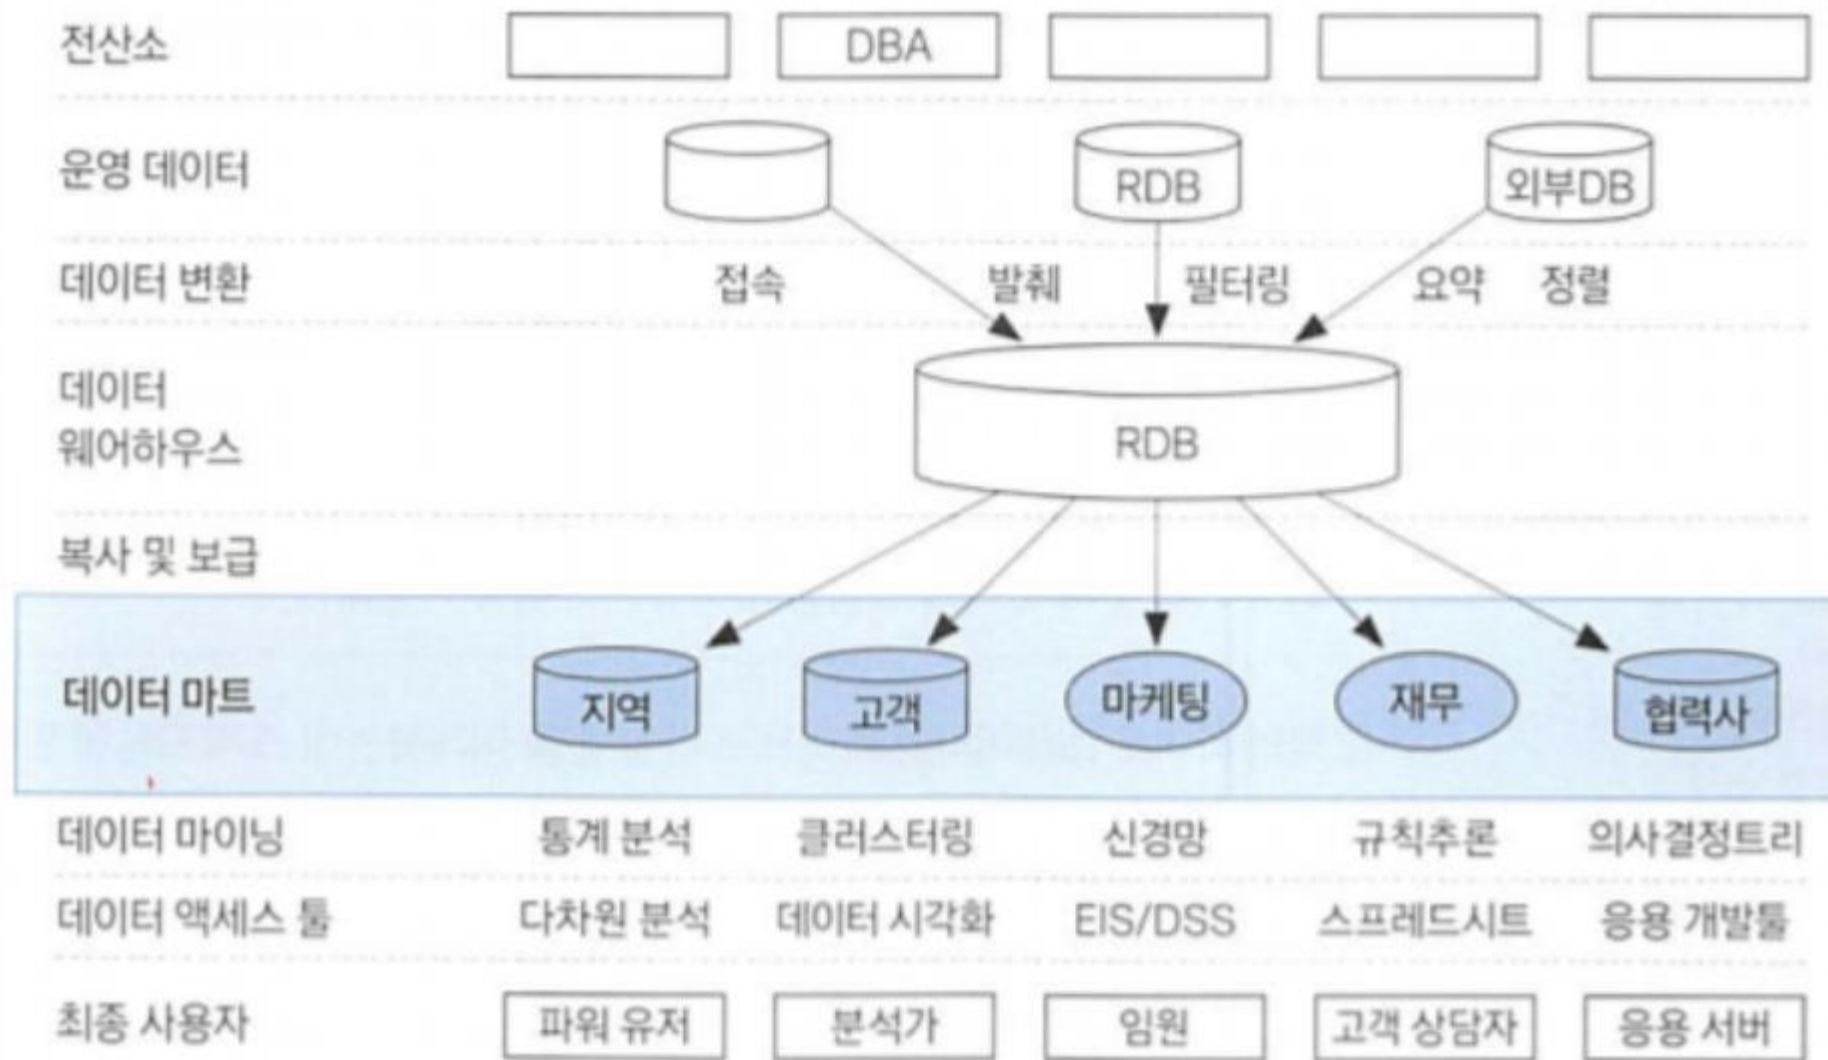 전산소 DBA
운영 데이터 RDB 외부DB
데이터 변환 접속 발췌 필터링 요약 정렬
데이터
웨어하우스 RDB
복사 및 보급
데이터 마트 지역 고객 마케팅 재무 협력사
데이터 마이닝 통계 분석 클러스터링 신경망 규칙추론 의사결정트리
데이터 액세스 툴 다차원 분석 데이터 시각화 EIS/DSS 스프레드시트 응용 개발툴
최종 사용자 파워 유저 분석가 임원 고객 상담자 응용 서버